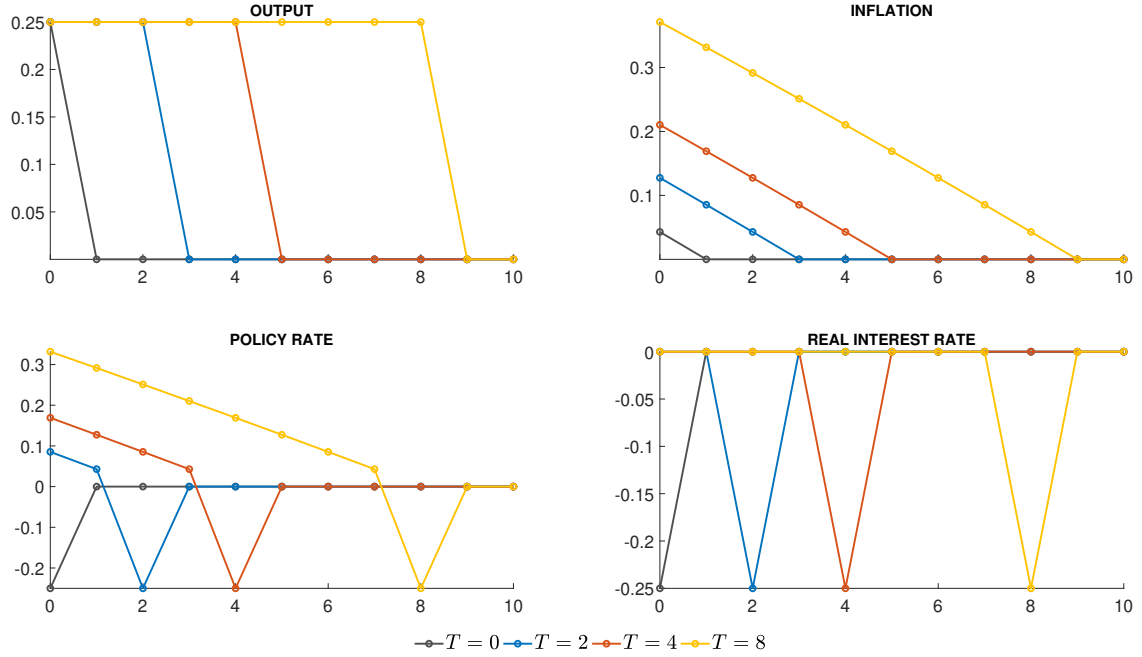 OUTPUT
0.25
0.2
0.15
0.1
0.05
0 2 4 6 8 10
INFLATION
0.3
0.2
0.1
0 2 4 6 8 10
POLICY RATE
0.3
0.2
0.1
0
-0.1
-0.2
0 2 4 6 8 10
REAL INTEREST RATE
0
-0.05
-0.1
-0.15
-0.2
-0.25
0 2 4 6 8 10
T = 0 T = 2 T = 4 T = 8